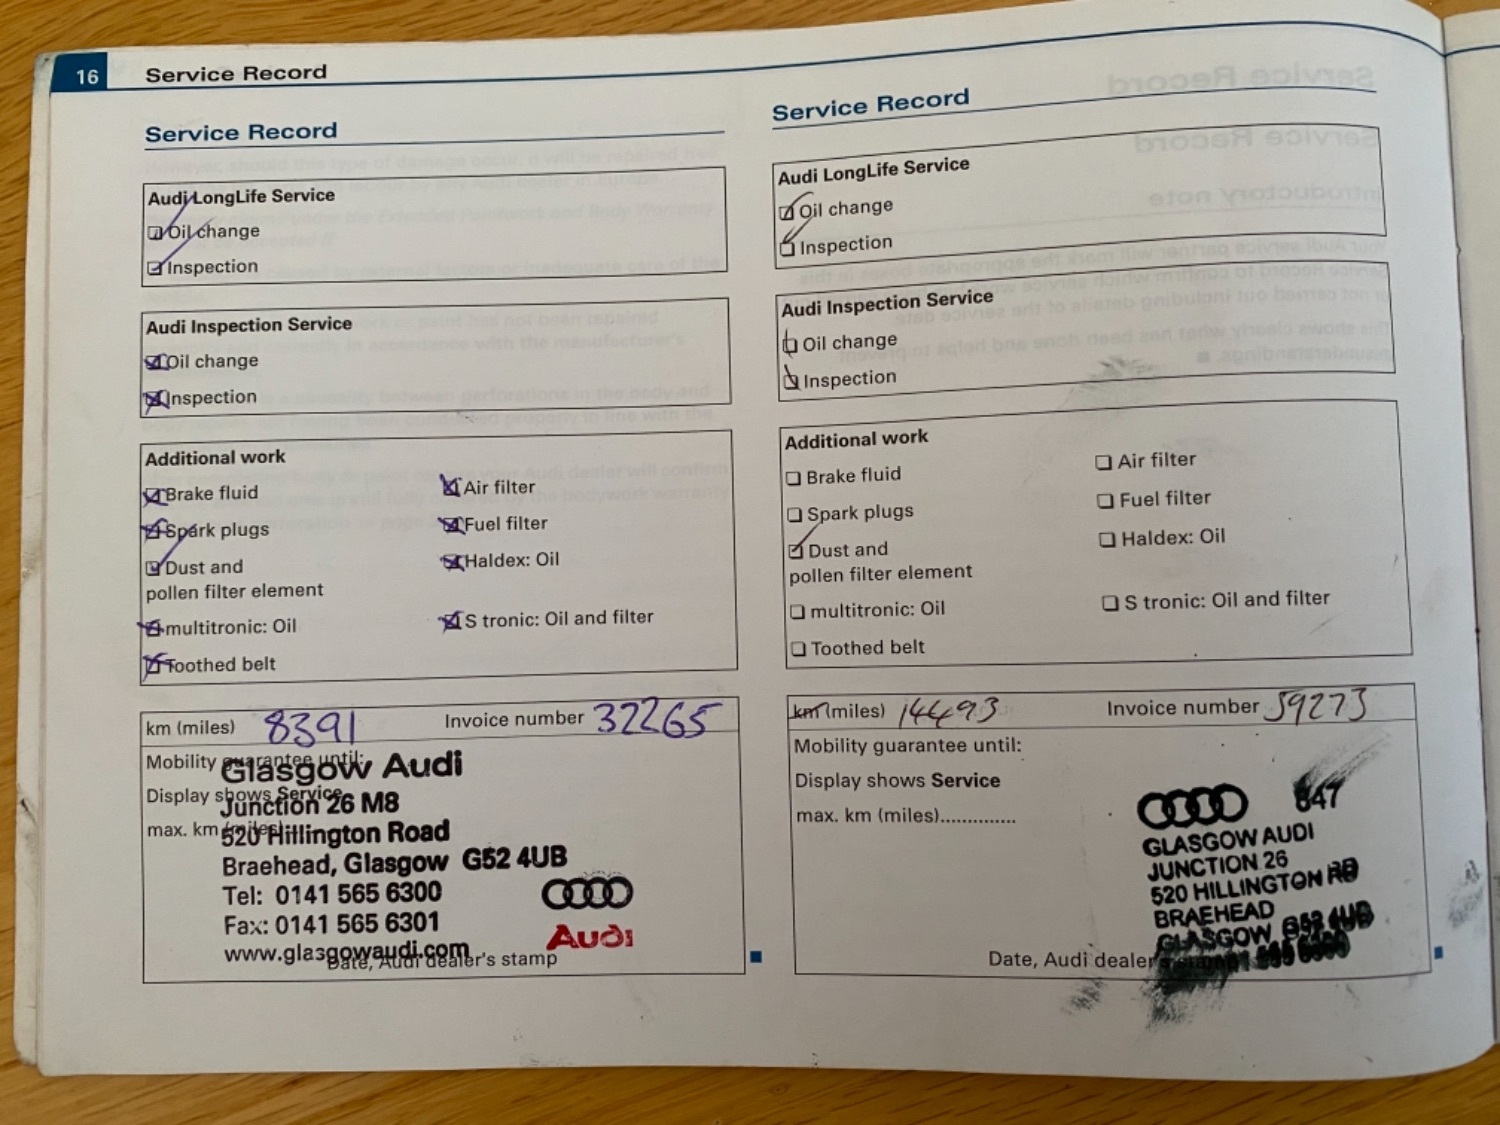 16 Service Record
Service Record
Audi LongLife Service
Oil change
Inspection
Audi Inspection Service
Oil change
Inspection
Additional work
Brake fluid
Air filter
Spark plugs
Fuel filter
Dust and
pollen filter element
Haldex: Oil
multitronic: Oil
S tronic: Oil and filter
Toothed belt
km (miles) 8391 Invoice number 32265
Mobility guarantee until:
Display shows Service
max. km (miles)
Glasgow Audi
Junction 26 M8
520 Hillington Road
Braehead, Glasgow G52 4UB
Tel: 0141 565 6300
Fax: 0141 565 6301
www.glasgowaudi.com
Audi
Date, Audi dealer's stamp
Service Record
Audi LongLife Service
Oil change
Inspection
Audi Inspection Service
Oil change
Inspection
Additional work
Brake fluid
Air filter
Spark plugs
Fuel filter
Dust and
pollen filter element
Haldex: Oil
multitronic: Oil
S tronic: Oil and filter
Toothed belt
km (miles) 14493 Invoice number 59273
Mobility guarantee until:
Display shows Service
max. km (miles)..............
847
GLASGOW AUDI
JUNCTION 26
520 HILLINGTON RD
BRAEHEAD
GLASGOW G52 4UB
Date, Audi dealer's stamp